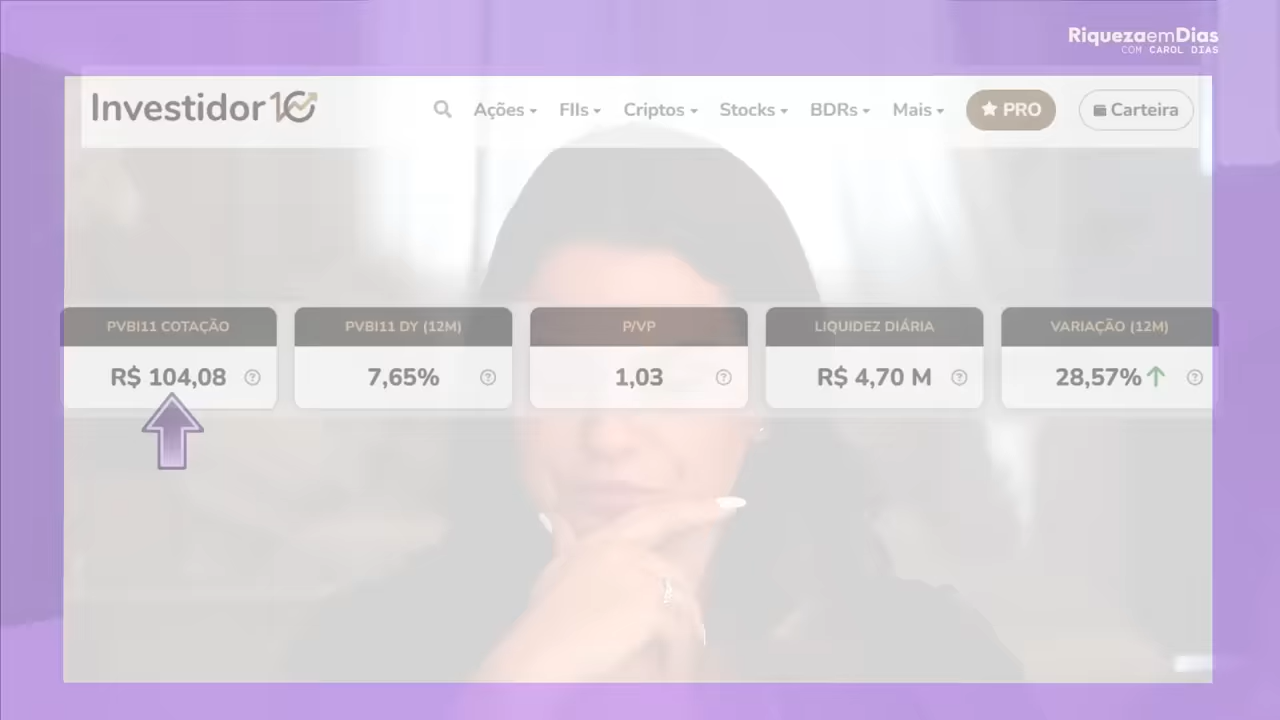 RiquezaemDias
COM CAROL DIAS
Investidor10
Ações
FIIs
Criptos
Stocks
BDRs
Mais
PRO
Carteira
PVBI11 COTAÇÃO
R$ 104,08
PVBI11 DY (12M)
7,65%
P/VP
1,03
LIQUIDEZ DIÁRIA
R$ 4,70 M
VARIAÇÃO (12M)
28,57%